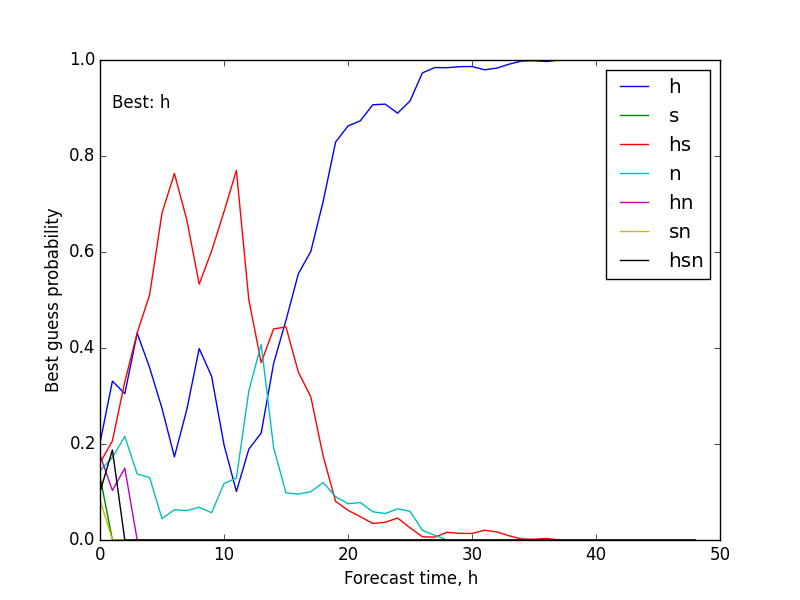 Best: h
h
s
hs
n
hn
sn
hsn
1.0
0.8
0.6
0.4
0.2
0.0
0 10 20 30 40 50
Best guess probability
Forecast time, h